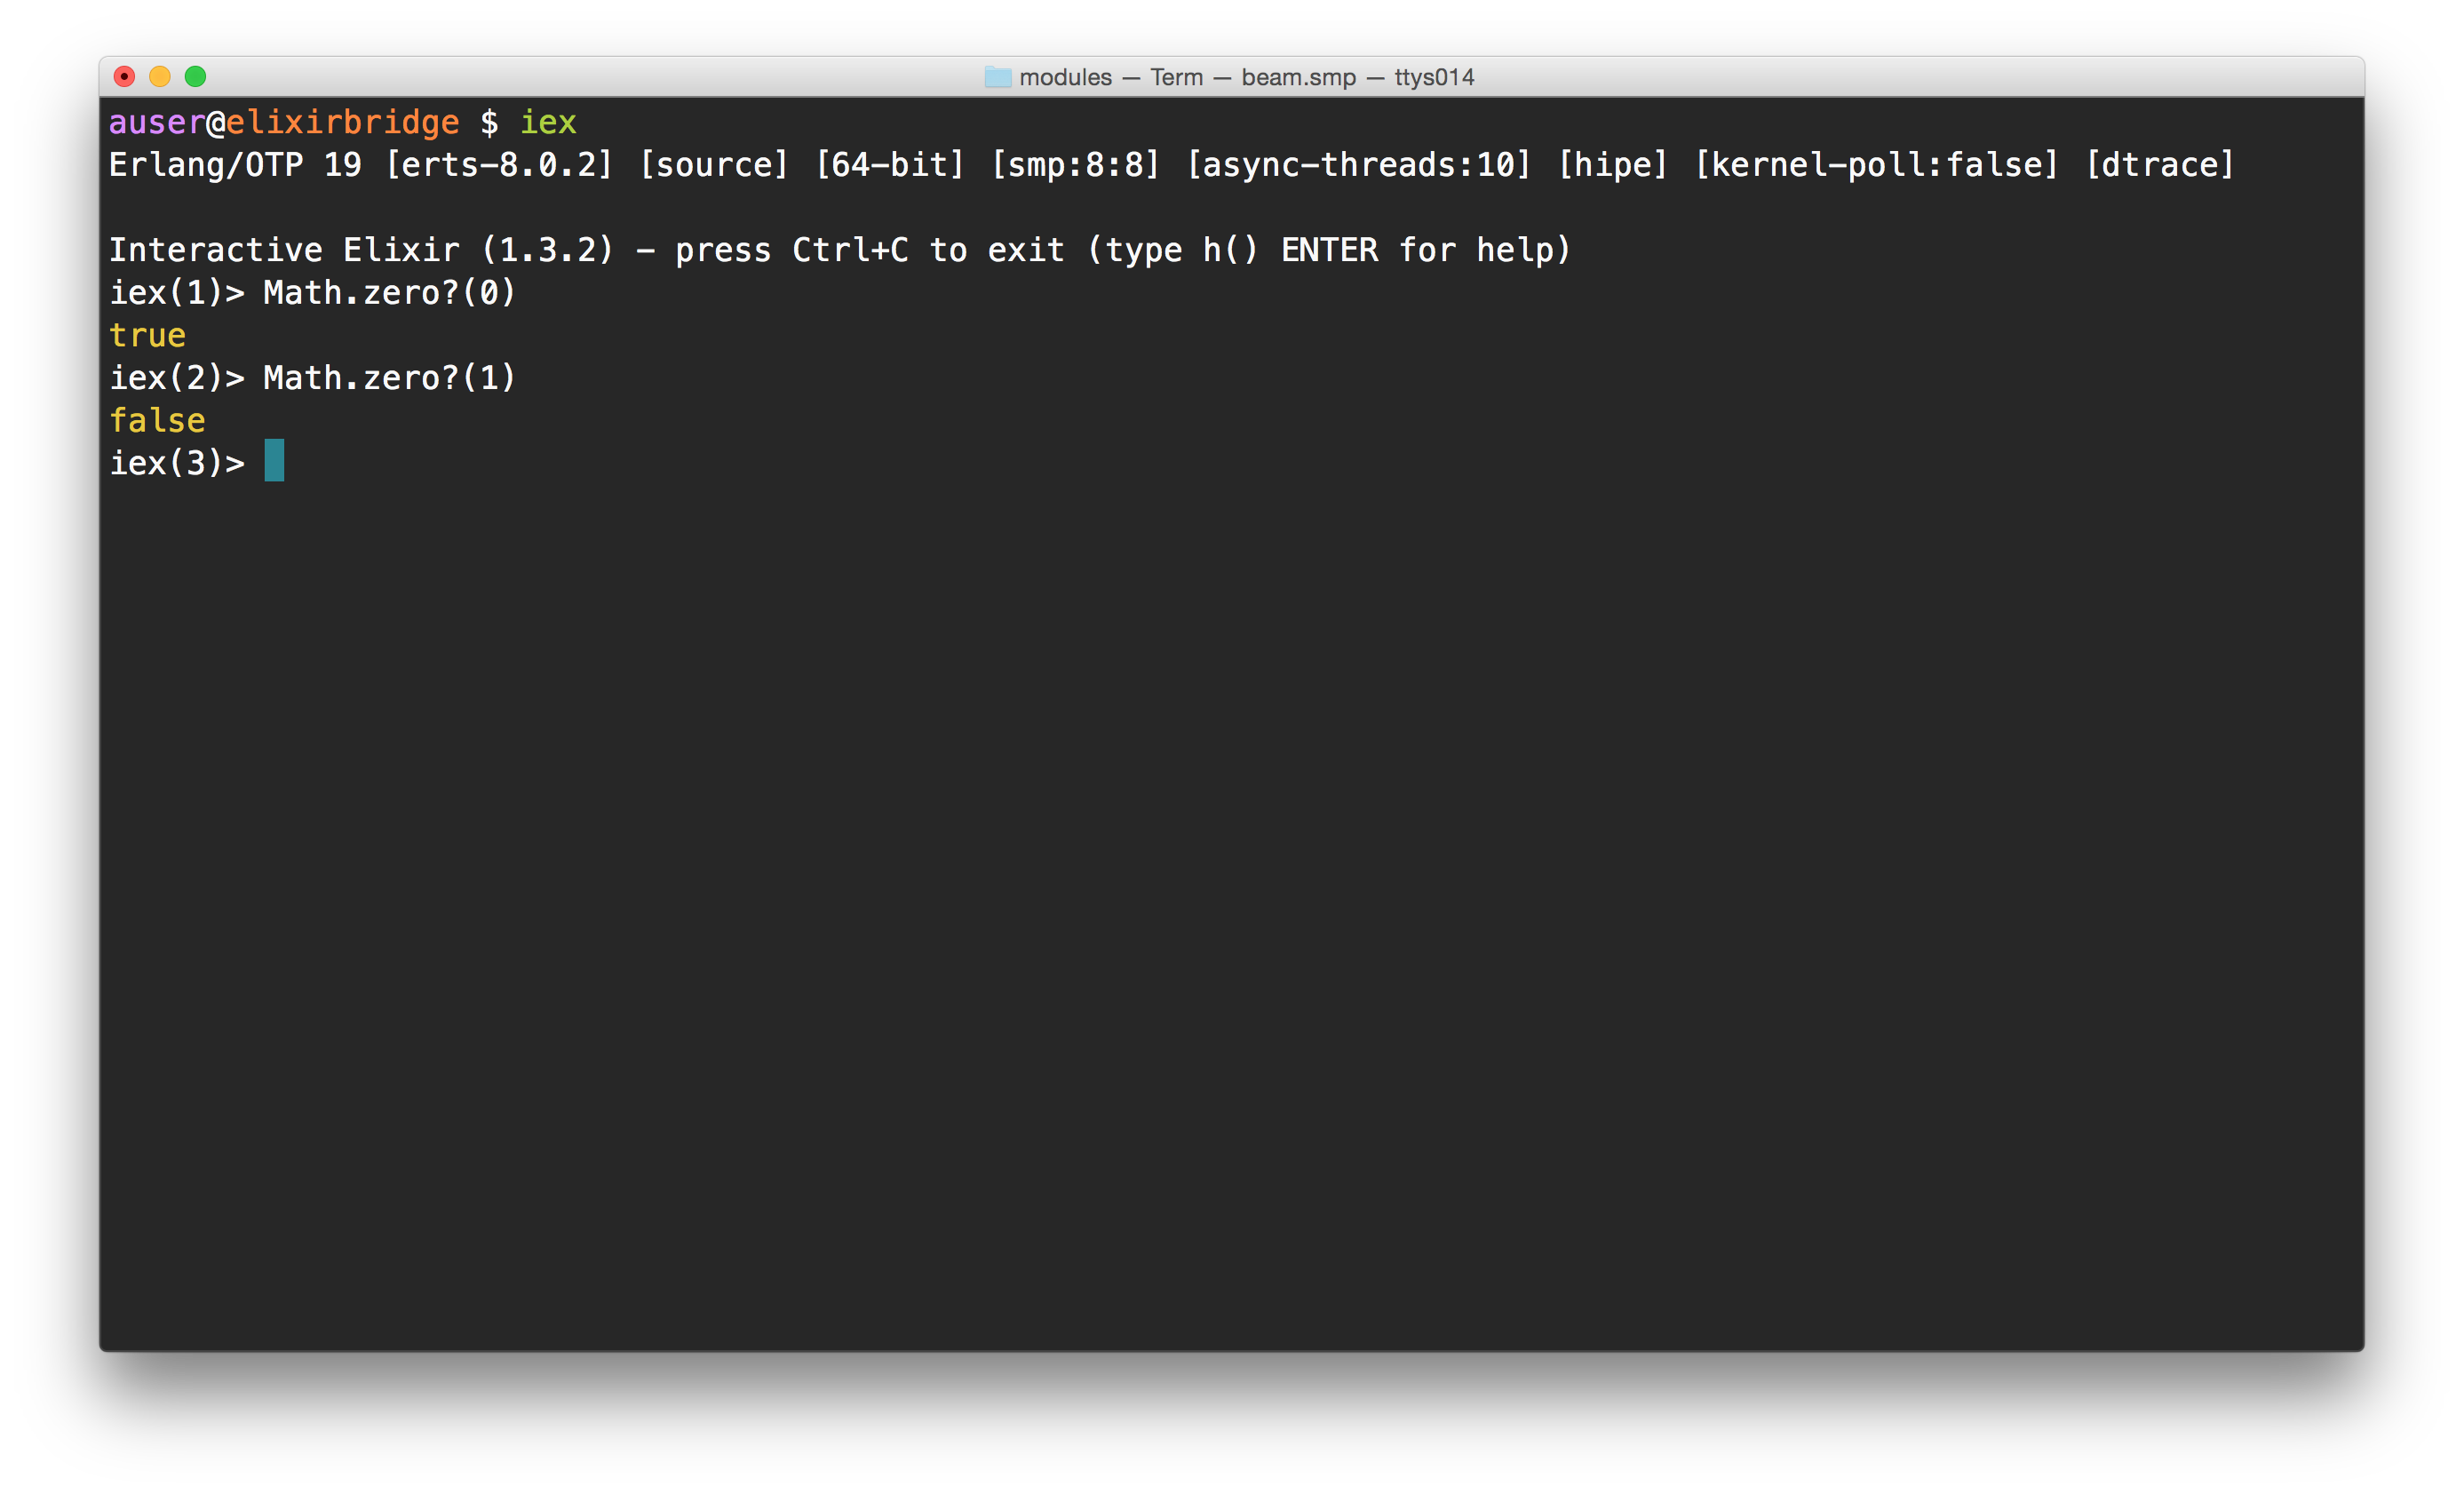 modules — Term — beam.smp — ttys014
auser@elixirbridge $ iex
Erlang/OTP 19 [erts-8.0.2] [source] [64-bit] [smp:8:8] [async-threads:10] [hipe] [kernel-poll:false] [dtrace]
Interactive Elixir (1.3.2) - press Ctrl+C to exit (type h() ENTER for help)
iex(1)> Math.zero?(0)
true
iex(2)> Math.zero?(1)
false
iex(3)>